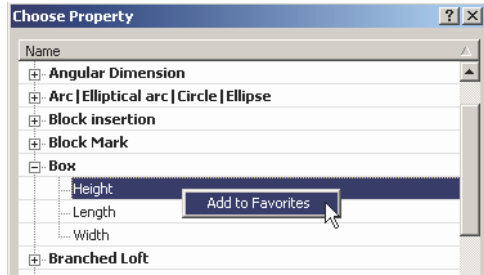 Choose Property
Name
Angular Dimension
Arc|Elliptical arc|Circle|Ellipse
Block insertion
Block Mark
Box
Height
Add to Favorites
Length
Width
Branched Loft